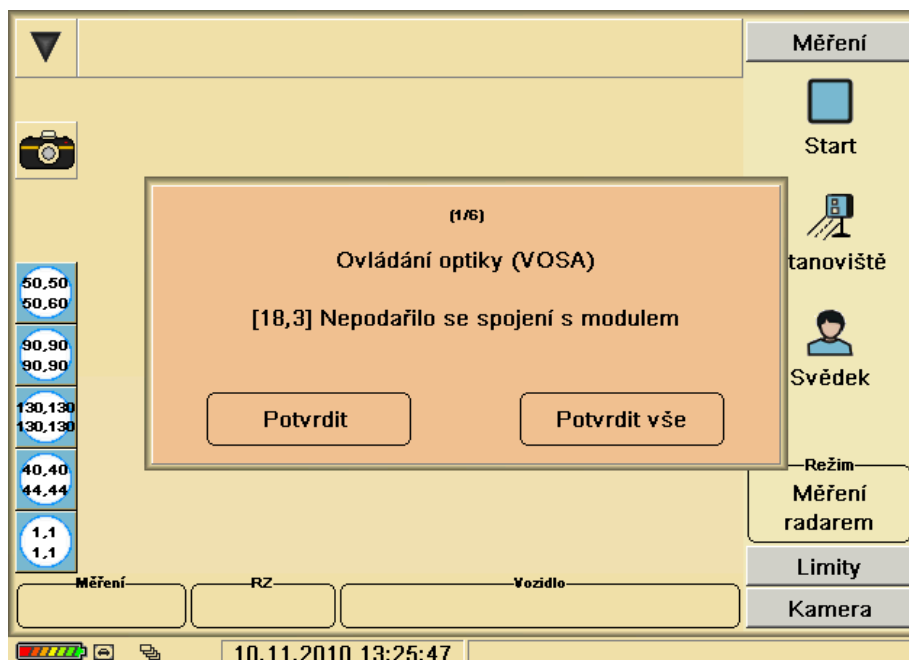 Měření
Start
tanoviště
Svědek
Režim
Měření
radarem
Limity
Kamera
(1/6)
Ovládání optiky (VOSA)
[18,3] Nepodařilo se spojení s modulem
Potvrdit
Potvrdit vše
50,50
50,60
90,90
90,90
130,130
130,130
40,40
44,44
1,1
1,1
Měření
RZ
Vozidlo
10.11.2010 13:25:47